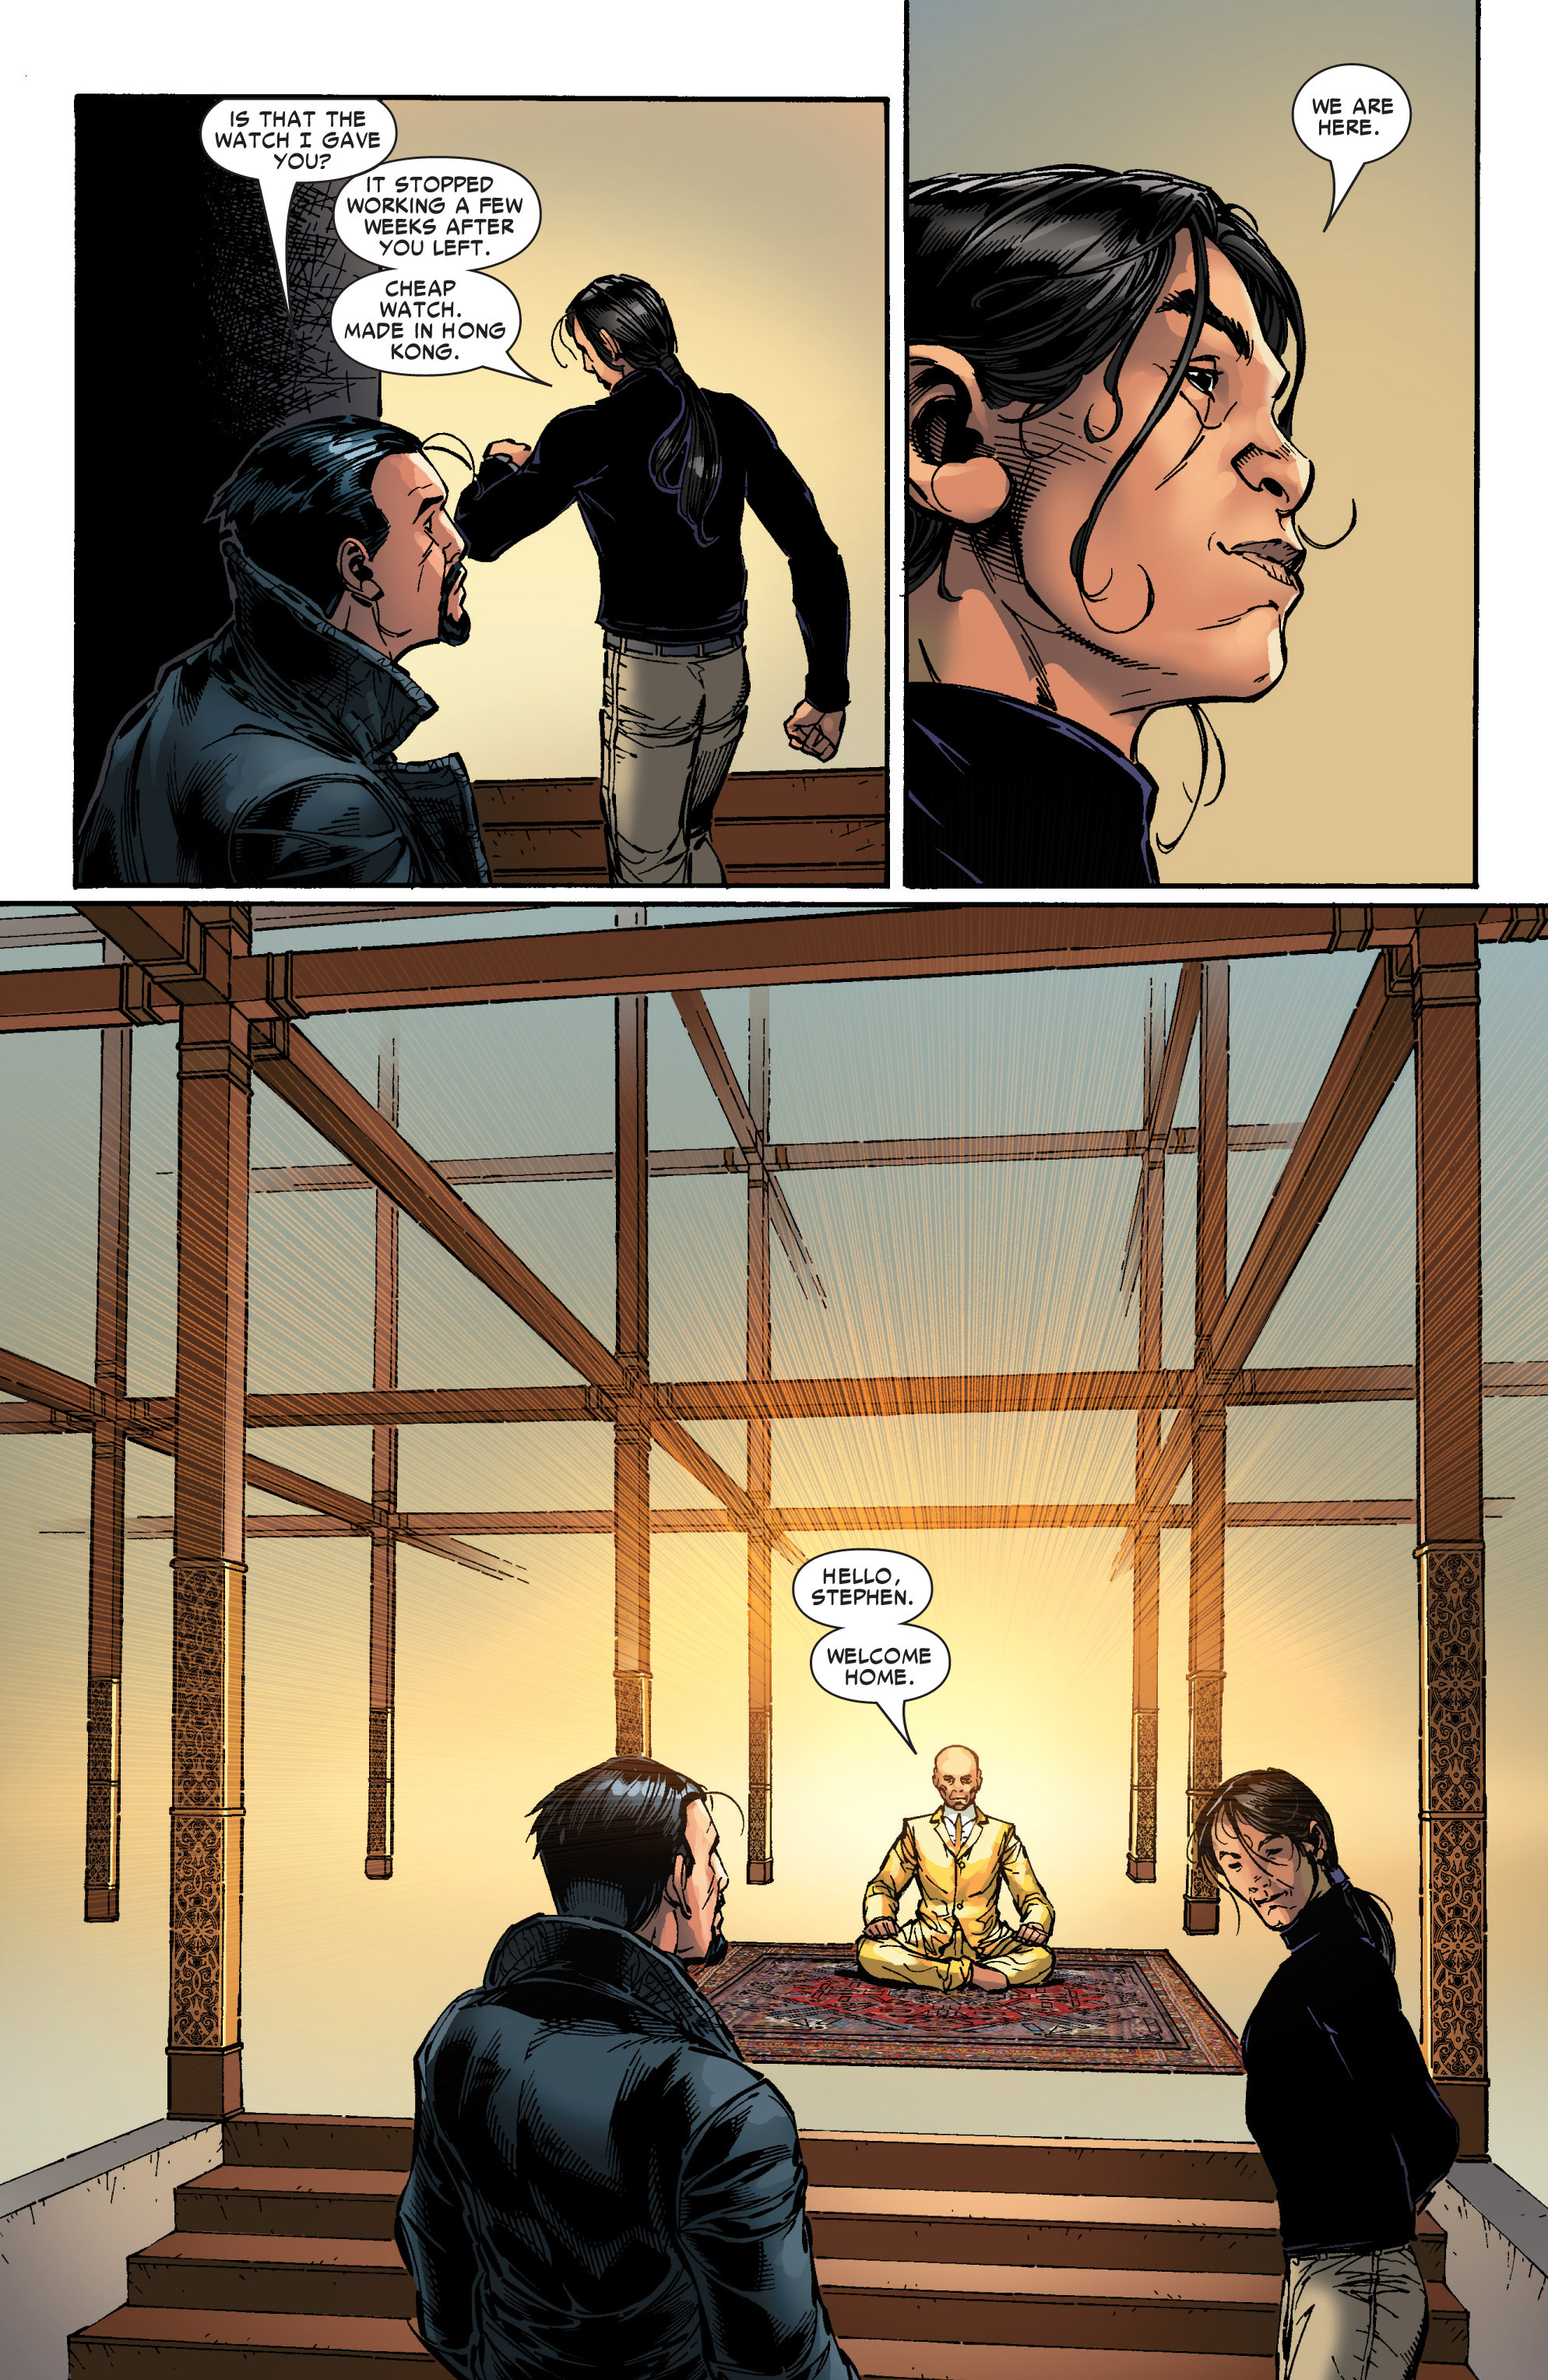 IS THAT THE
WATCH I GAVE
YOU?
IT STOPPED
WORKING A FEW
WEEKS AFTER
YOU LEFT.
CHEAP
WATCH.
MADE IN HONG
KONG.
WE ARE
HERE.
HELLO,
STEPHEN.
WELCOME
HOME.